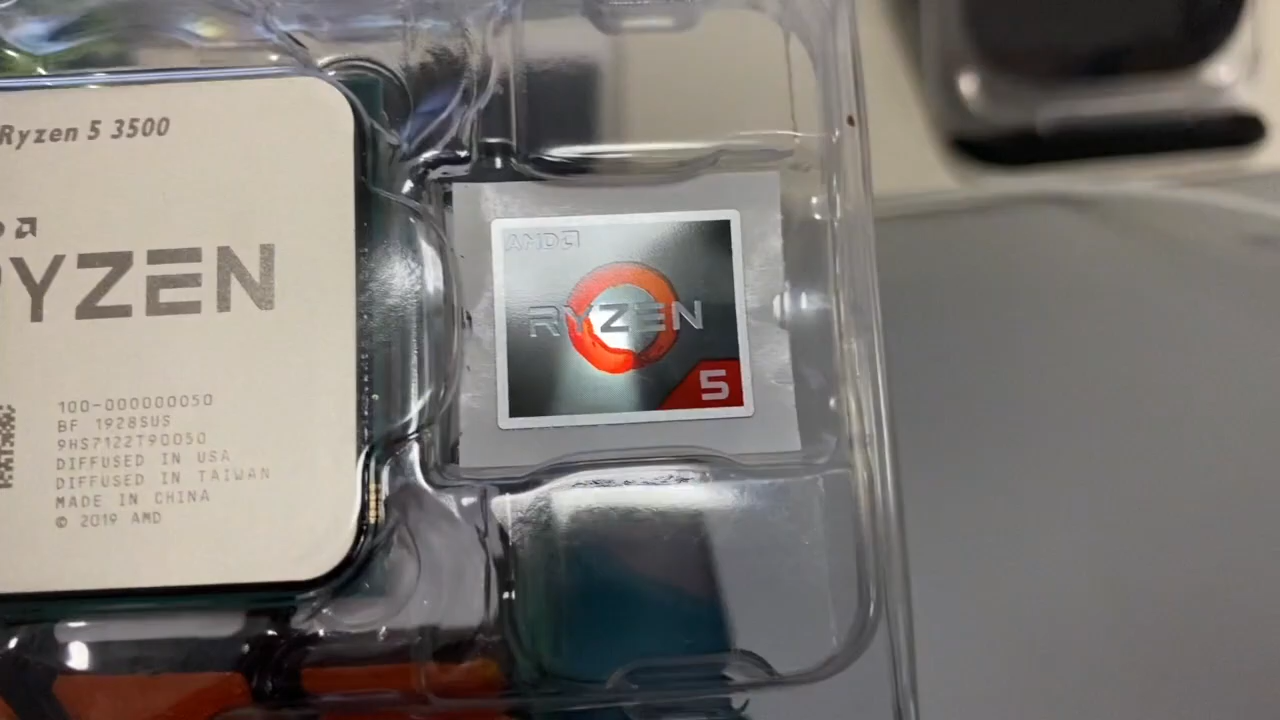 Ryzen 5 3500
RYZEN
100-000000050
BF 1928SUS
9HS7122T90050
DIFFUSED IN USA
DIFFUSED IN TAIWAN
MADE IN CHINA
© 2019 AMD
AMD
RYZEN
5